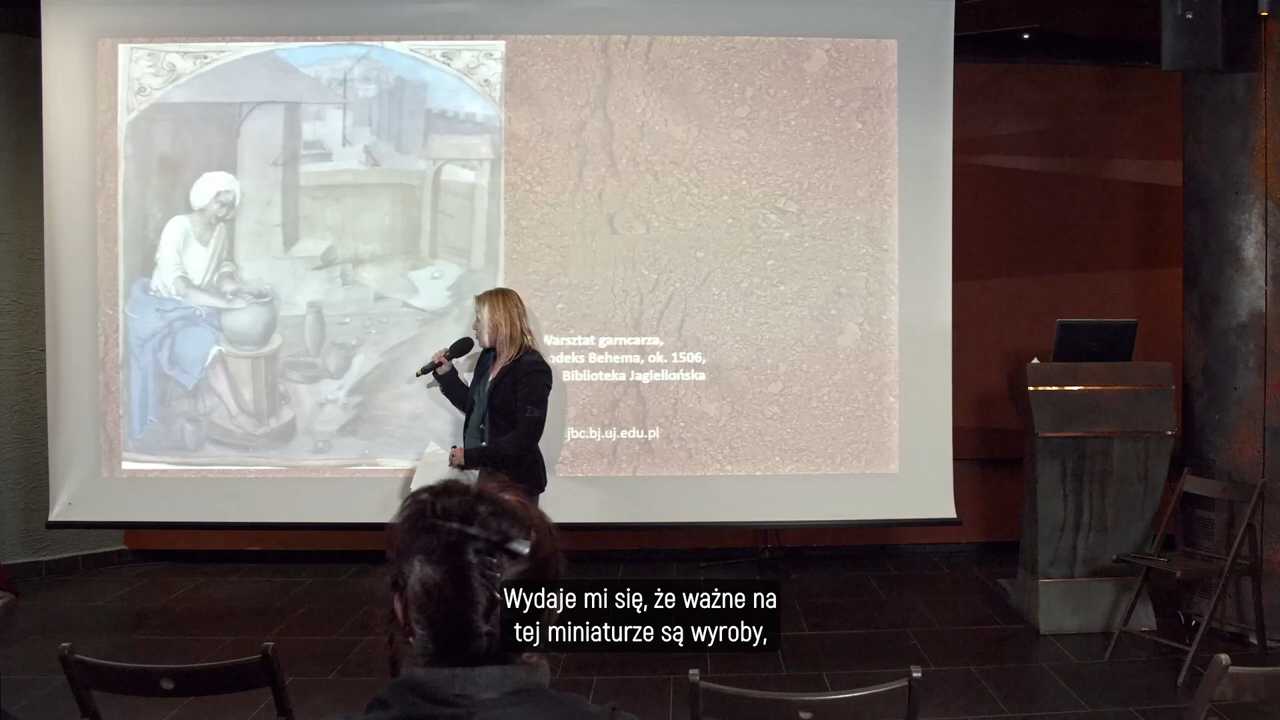 Warsztat garncarza,
odeks Behema, ok. 1506,
Biblioteka Jagiellońska
jbc.bj.uj.edu.pl
Wydaje mi się, że ważne na
tej miniaturze są wyroby,